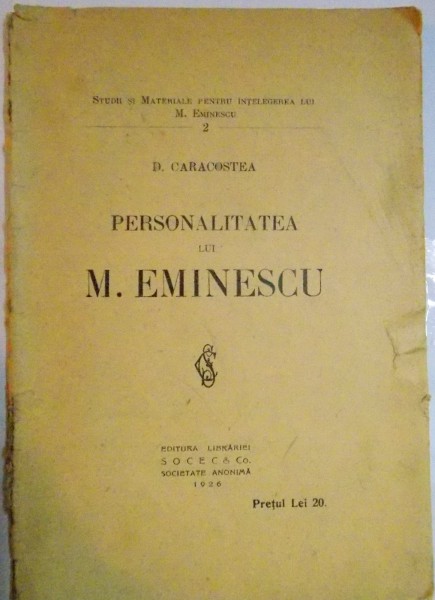 STUDII ȘI MATERIALE PENTRU INȚELEGEREA LUI
M. EMINESCU
2
D. CARACOSTEA
PERSONALITATEA
LUI
M. EMINESCU
EDITURA LIBRĂRIEI
SOCEC & Co.
SOCIETATE ANONIMĂ
1926
Prețul Lei 20.